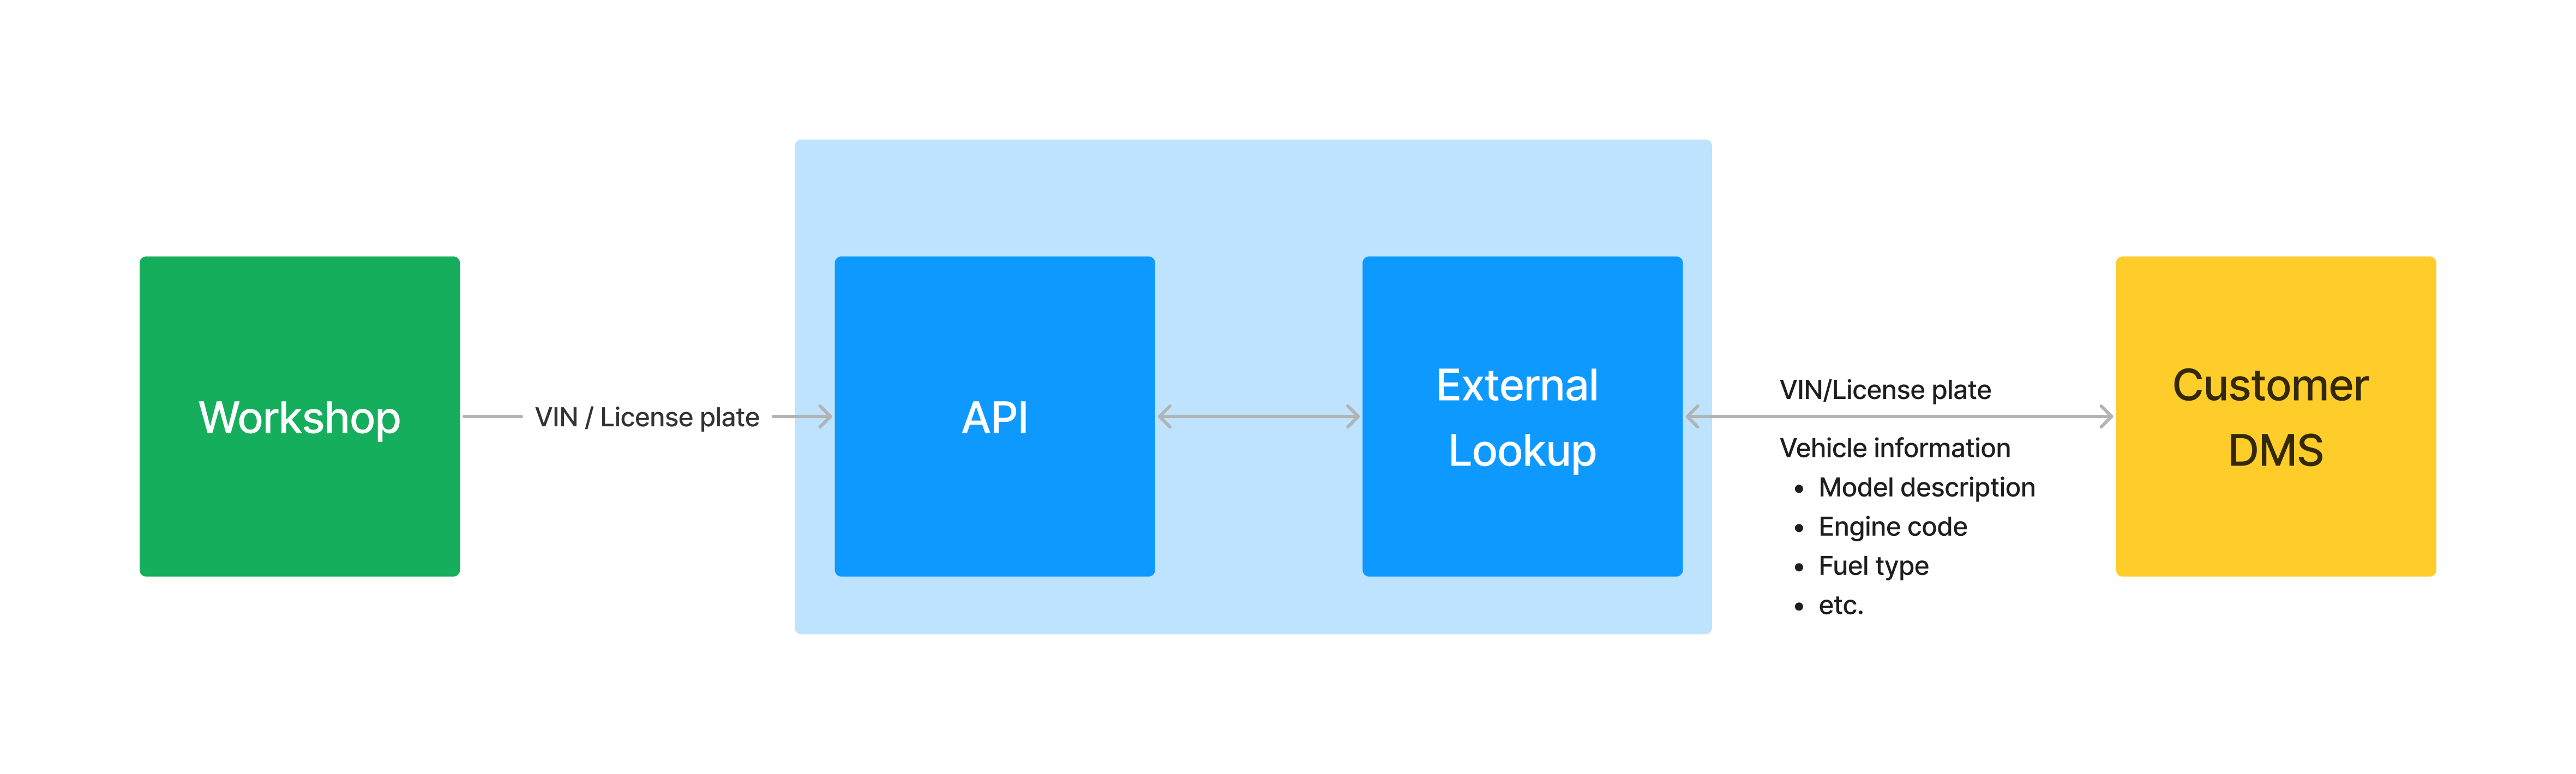 Workshop
VIN / License plate
API
External
Lookup
VIN/License plate
Vehicle information
• Model description
• Engine code
• Fuel type
• etc.
Customer
DMS